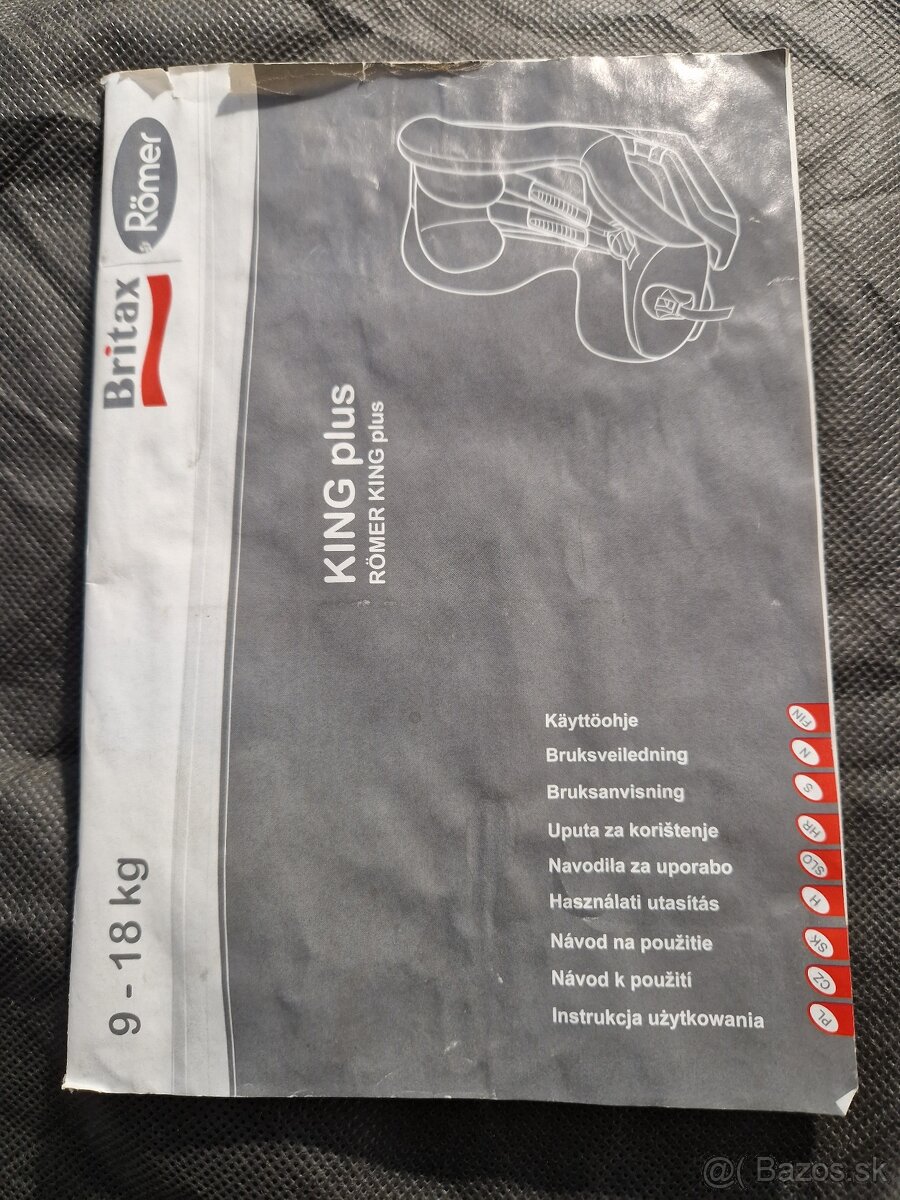 9 - 18 kg
Britax
Römer
KING plus
RÖMER KING plus
Käyttöohje
FIN
Bruksveiledning
N
Bruksanvisning
S
Uputa za korištenje
HR
Navodila za uporabo
SLO
Használati utasítás
H
Návod na použitie
SK
Návod k použití
CZ
Instrukcja użytkowania
PL
@( Bazos.sk